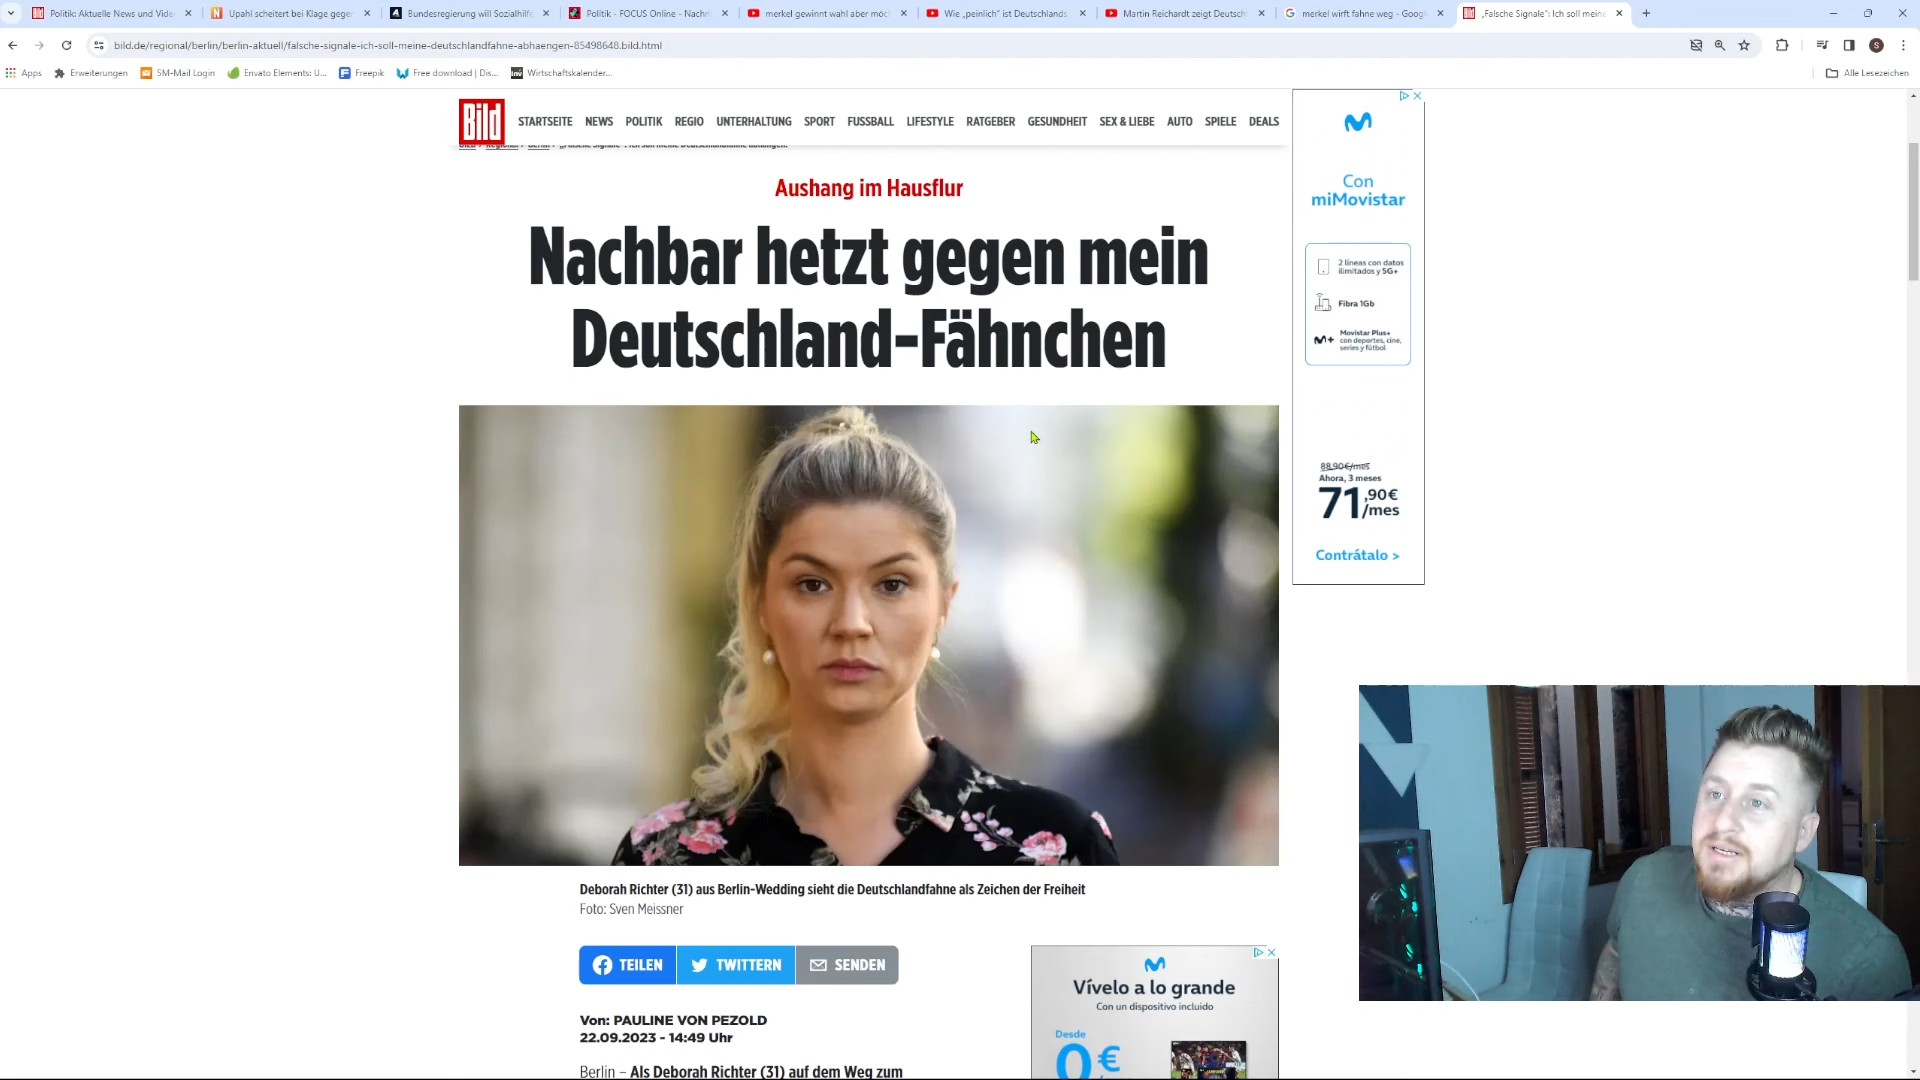 Politik: Aktuelle News und Vide
Upahl scheitert bei Klage gege
Bundesregierung will Sozialhilf
Politik - FOCUS Online - Nach
merkel gewinnt wahl aber möc
Wie „peinlich" ist Deutschlands
Martin Reichardt zeigt Deutsch
merkel wirft fahne weg - Goog
„Falsche Signale": Ich soll mein
bild.de/regional/berlin/berlin-aktuell/falsche-signale-ich-soll-meine-deutschlandfahne-abhaengen-85498648.bild.html
S
Apps
Erweiterungen
SM-Mail Login
Envato Elements: U...
Freepik
Free download | Dis...
Wirtschaftskalender...
Alle Lesezeichen
Bild
STARTSEITE NEWS POLITIK REGIO UNTERHALTUNG SPORT FUSSBALL LIFESTYLE RATGEBER GESUNDHEIT SEX & LIEBE AUTO SPIELE DEALS
Aushang im Hausflur
Nachbar hetzt gegen mein
Deutschland-Fähnchen
Con
miMovistar
2 líneas con datos
ilimitados y 5G+
Fibra 1Gb
Movistar Plus+
con deportes, cine,
series y fútbol
88,90€/mes
Ahora, 3 meses
71,90€
/mes
Contrátalo >
Deborah Richter (31) aus Berlin-Wedding sieht die Deutschlandfahne als Zeichen der Freiheit
Foto: Sven Meissner
TEILEN
TWITTERN
SENDEN
Vívelo a lo grande
Con un dispositivo incluido
Desde
0€
Von: PAULINE VON PEZOLD
22.09.2023 - 14:49 Uhr
Berlin – Als Deborah Richter (31) auf dem Weg zum